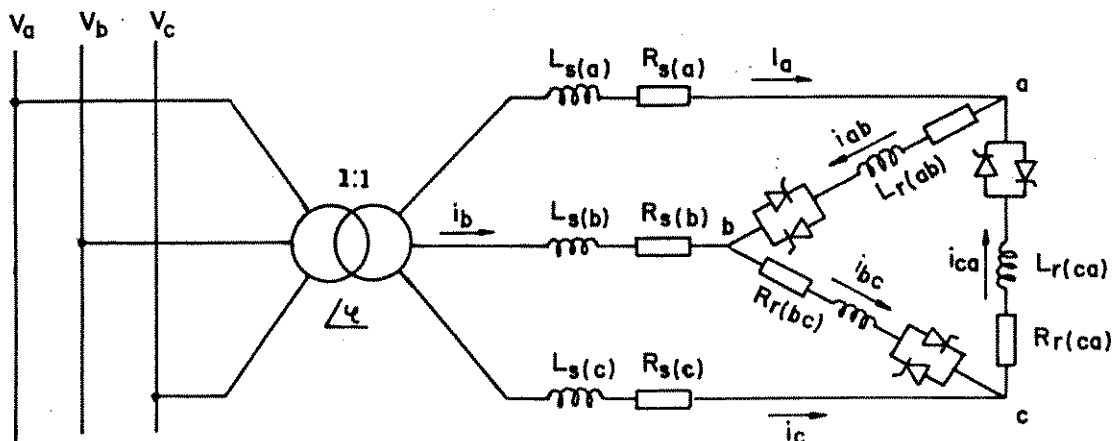 Va Vb Vc
Ls(a) Rs(a) Ia a
iab
Lr(ab)
1:1
ib Ls(b) Rs(b) b
ibc
Rr(bc)
ica Lr(ca)
Rr(ca)
Ls(c) Rs(c)
ic c